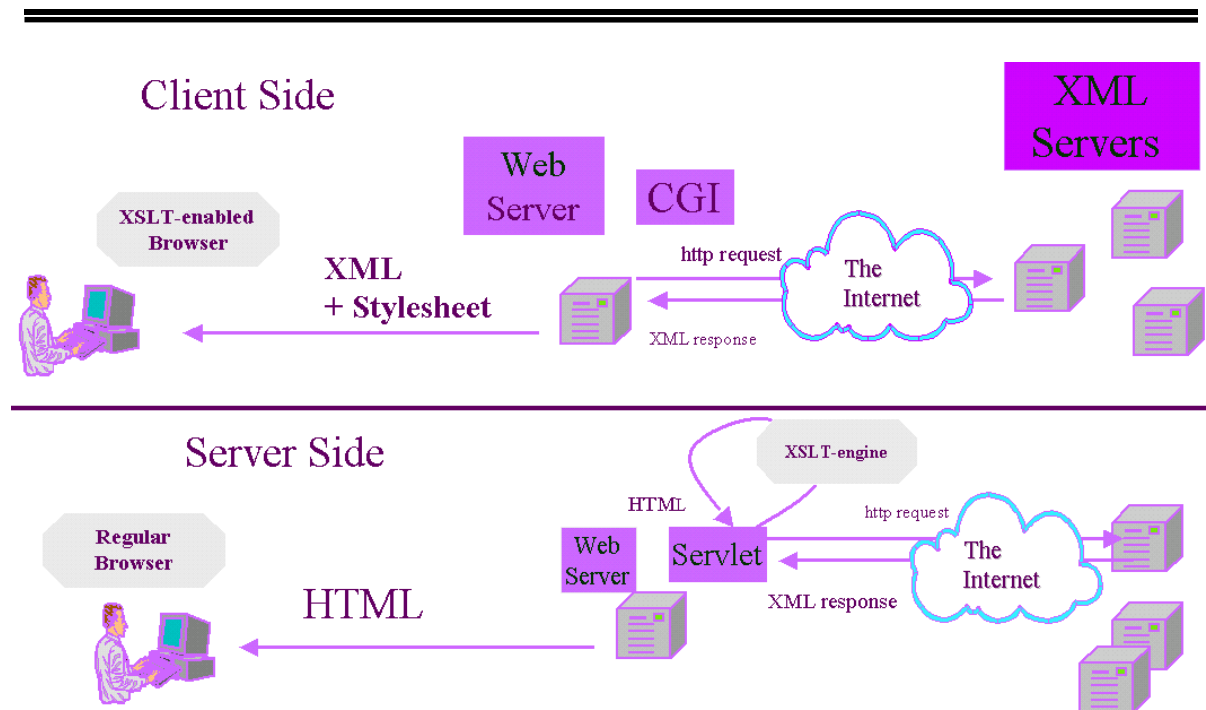 Client Side
XML
Servers
Web
Server
CGI
XSLT-enabled
Browser
XML
+ Stylesheet
http request
The
Internet
XML response
Server Side
XSLT-engine
HTML
http request
Regular
Browser
Web
Server
Servlet
The
Internet
HTML
XML response